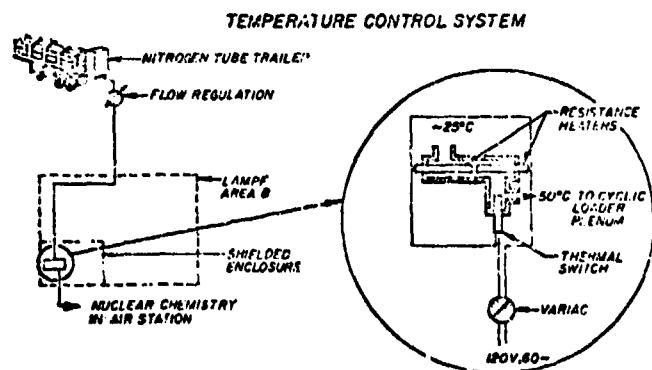 TEMPERATURE CONTROL SYSTEM
NITROGEN TUBE TRAILER
FLOW REGULATION
LAMPF
AREA B
SHIELDED
ENCLOSURE
NUCLEAR CHEMISTRY
IN-AIR STATION
~25°C
RESISTANCE
HEATERS
50°C TO CYCLIC
LOADER
PLENUM
THERMAL
SWITCH
VARIAC
120V, 60~